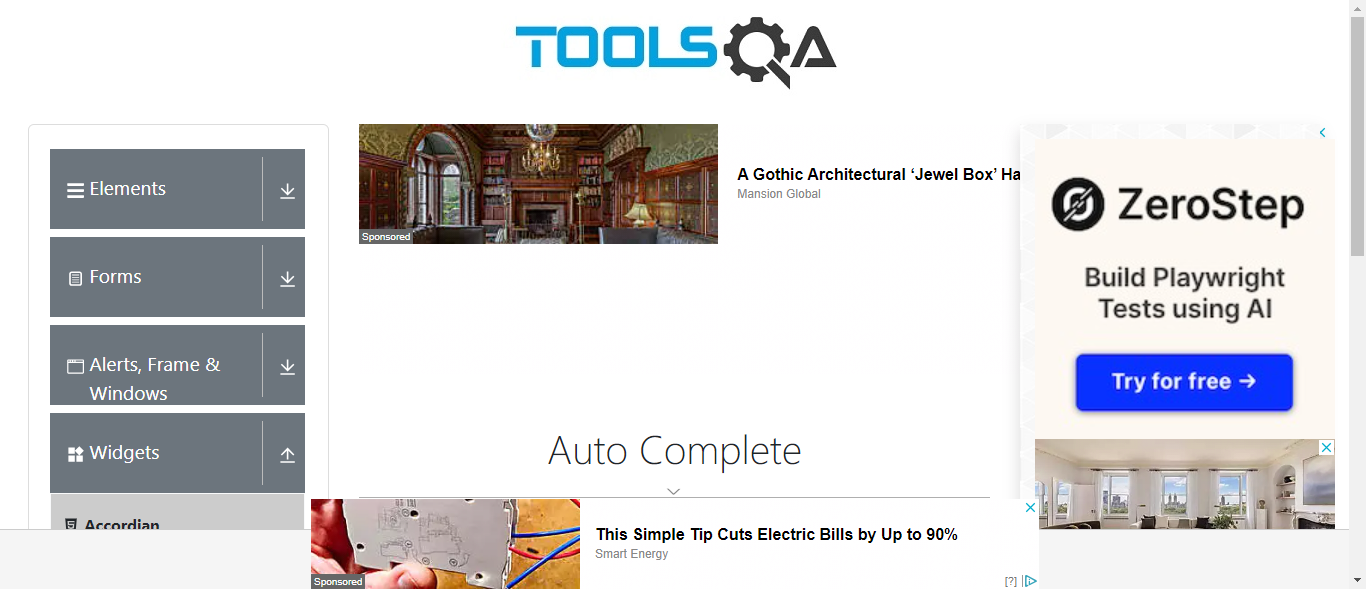 TOOLSQA
Elements
Forms
Alerts, Frame &
Windows
Widgets
Accordian
Sponsored
A Gothic Architectural ‘Jewel Box’ Ha
Mansion Global
Auto Complete
ZeroStep
Build Playwright
Tests using AI
Try for free →
Sponsored
This Simple Tip Cuts Electric Bills by Up to 90%
Smart Energy
[?]